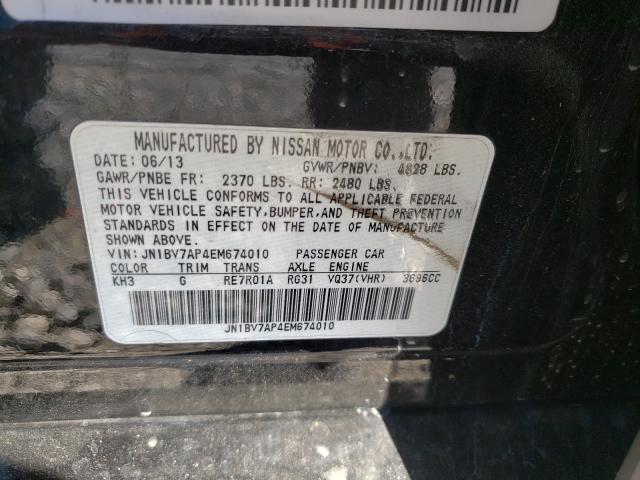 MANUFACTURED BY NISSAN MOTOR CO.,LTD.
DATE: 06/13 GVWR/PNBV: 4828 LBS.
GAWR/PNBE FR: 2370 LBS. RR: 2480 LBS.
THIS VEHICLE CONFORMS TO ALL APPLICABLE FEDERAL
MOTOR VEHICLE SAFETY,BUMPER,AND THEFT PREVENTION
STANDARDS IN EFFECT ON THE DATE OF MANUFACTURE
SHOWN ABOVE.
VIN:JN1BV7AP4EM674010 PASSENGER CAR
COLOR TRIM TRANS AXLE ENGINE
KH3 G RE7R01A RG31 VQ37(VHR) 3696CC
JN1BV7AP4EM674010